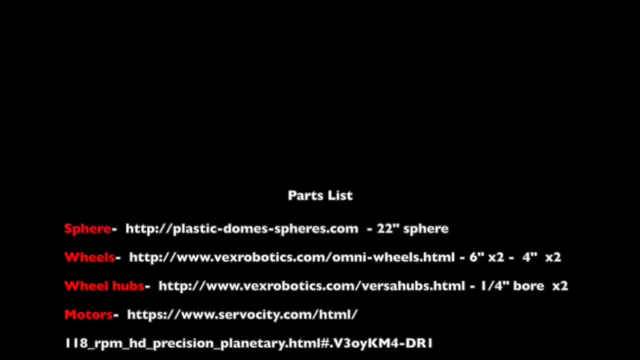 Parts List
Sphere- http://plastic-domes-spheres.com - 22" sphere
Wheels- http://www.vexrobotics.com/omni-wheels.html - 6" x2 - 4" x2
Wheel hubs- http://www.vexrobotics.com/versahubs.html - 1/4" bore x2
Motors- https://www.servocity.com/html/
118_rpm_hd_precision_planetary.html#.V3oyKM4-DR1